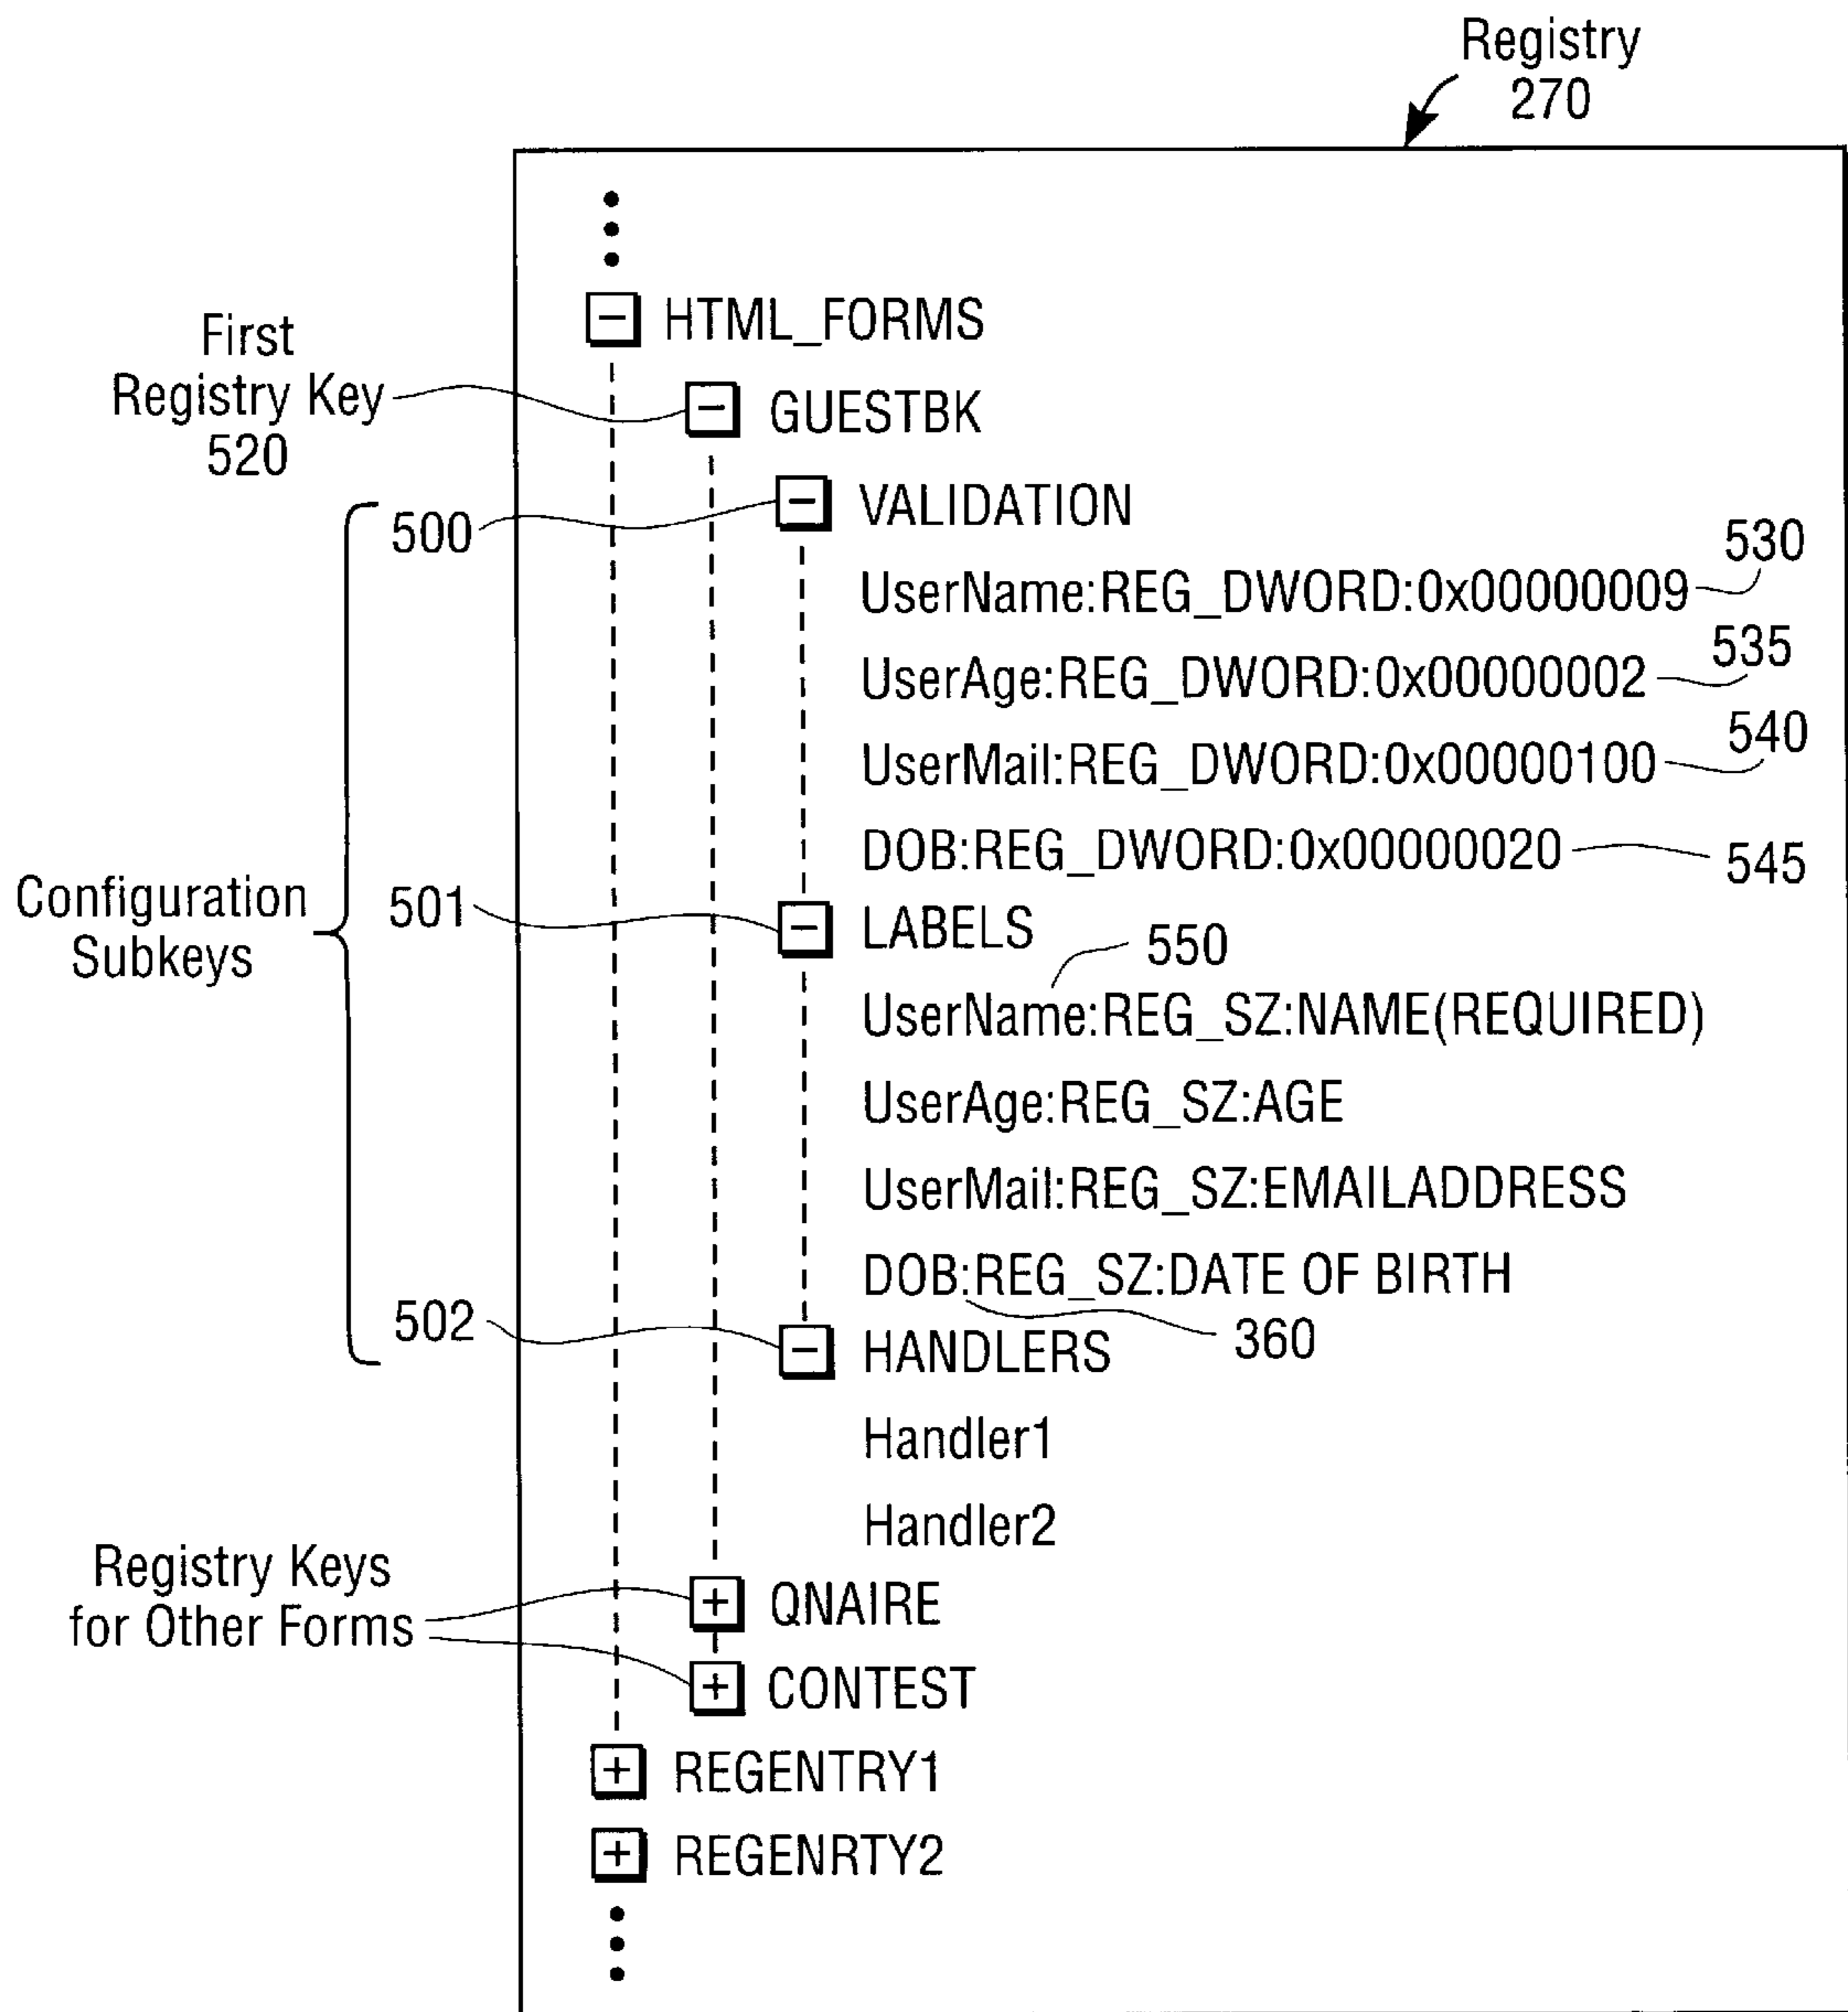 Registry
270
HTML_FORMS
First
Registry Key
520
GUESTBK
500
VALIDATION
530
UserName:REG_DWORD:0x00000009
535
UserAge:REG_DWORD:0x00000002
540
UserMail:REG_DWORD:0x00000100
DOB:REG_DWORD:0x00000020
545
Configuration
Subkeys
501
LABELS
550
UserName:REG_SZ:NAME(REQUIRED)
UserAge:REG_SZ:AGE
UserMail:REG_SZ:EMAILADDRESS
DOB:REG_SZ:DATE OF BIRTH
502
360
HANDLERS
Handler1
Handler2
Registry Keys
for Other Forms
QNAIRE
CONTEST
REGENTRY1
REGENRTY2